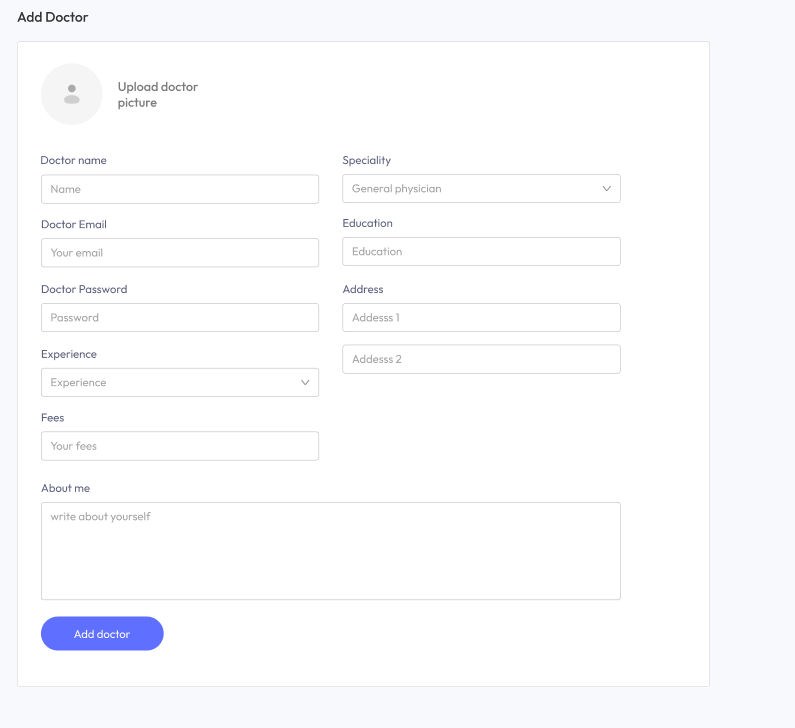 Add Doctor
Upload doctor
picture
Doctor name
Name
Speciality
General physician
Doctor Email
Your email
Education
Education
Doctor Password
Password
Address
Addesss 1
Addesss 2
Experience
Experience
Fees
Your fees
About me
write about yourself
Add doctor